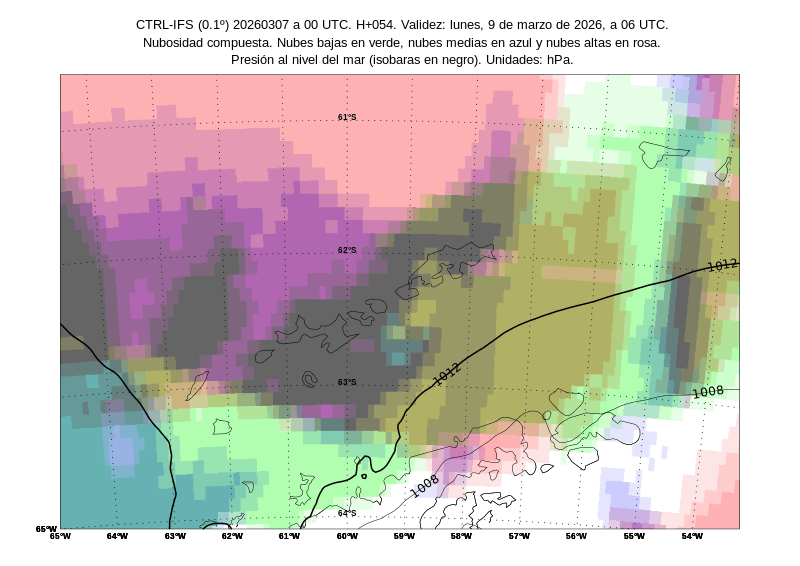 CTRL-IFS (0.1º) 20260307 a 00 UTC. H+054. Validez: lunes, 9 de marzo de 2026, a 06 UTC.
Nubosidad compuesta. Nubes bajas en verde, nubes medias en azul y nubes altas en rosa.
Presión al nivel del mar (isobaras en negro). Unidades: hPa.
61°S
62°S
1012
1012
63°S
1008
1008
64°S
65°W
65°W 64°W 63°W 62°W 61°W 60°W 59°W 58°W 57°W 56°W 55°W 54°W